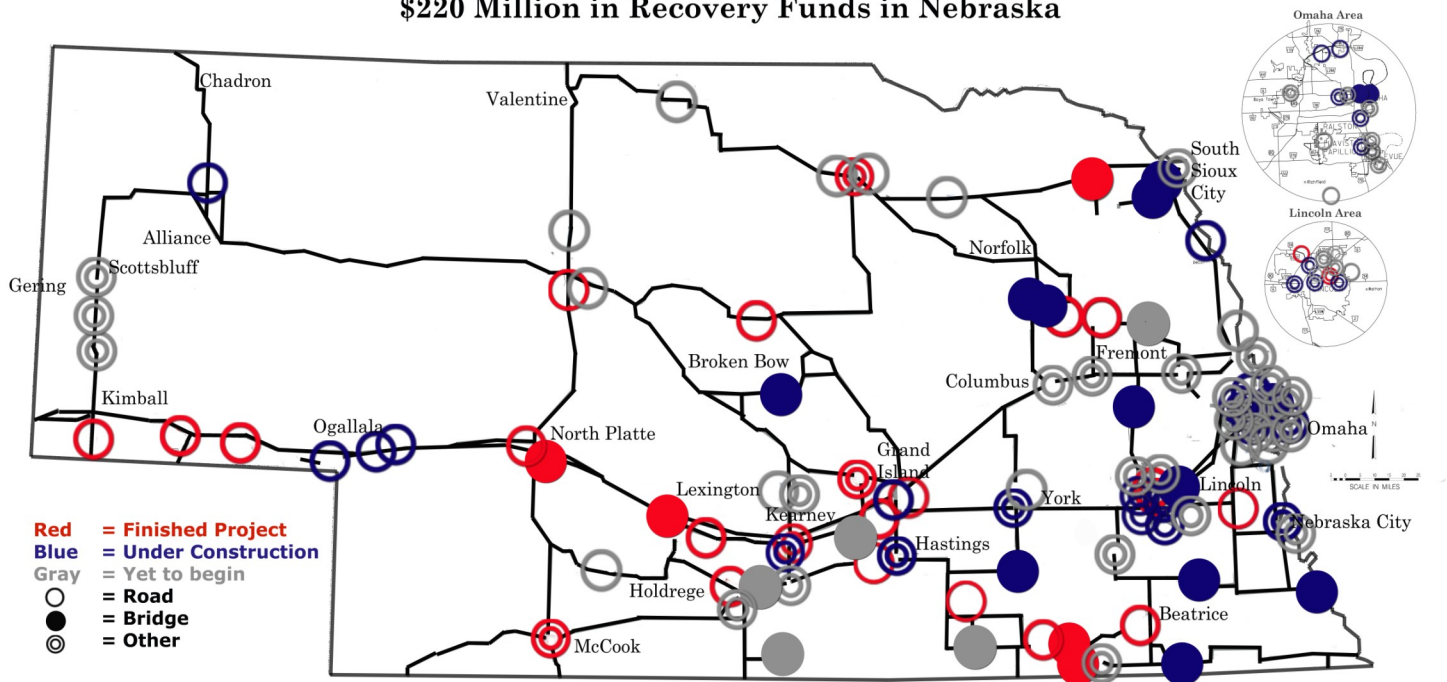 $220 Million in Recovery Funds in Nebraska
Omaha Area
Chadron
Valentine
RALSTON
South
Sioux
City
Lincoln Area
Alliance
Norfolk
Scottsbluff
Gering
Broken Bow
Fremont
Columbus
Kimball
Ogallala
North Platte
Omaha
N
Grand
Island
SCALE IN MILES
Lexington
Lincoln
York
Kearney
Nebraska City
Hastings
Red = Finished Project
Blue = Under Construction
Gray = Yet to begin
= Road
= Bridge
= Other
Holdrege
Beatrice
McCook